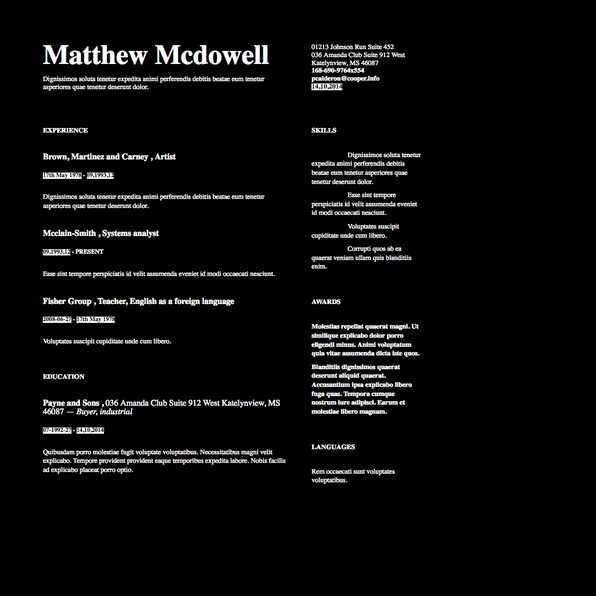 Matthew Mcdowell
Dignissimos soluta tenetur expedita animi perferendis debitis beatae eum tenetur
asperiores quae tenetur deserunt dolor.
01213 Johnson Run Suite 452
036 Amanda Club Suite 912 West
Katelynview, MS 46087
168-690-9764x554
pcalderon@cooper.info
14.10.2014
EXPERIENCE
Brown, Martinez and Carney , Artist
17th May 1978 - 09.1993.12
Dignissimos soluta tenetur expedita animi perferendis debitis beatae eum tenetur
asperiores quae tenetur deserunt dolor.
Mcclain-Smith , Systems analyst
09.1993.12 - PRESENT
Esse sint tempore perspiciatis id velit assumenda eveniet id modi occaecati nesciunt.
Fisher Group , Teacher, English as a foreign language
2008-06-21 - 17th May 1978
Voluptates suscipit cupiditate unde cum libero.
EDUCATION
Payne and Sons , 036 Amanda Club Suite 912 West Katelynview, MS
46087 — Buyer, industrial
07-1992-27 - 14.10.2014
Quibusdam porro molestiae fugit voluptate voluptatibus. Necessitatibus magni velit
explicabo. Tempore provident provident eaque temporibus expedita labore. Nobis facilis
ad explicabo placeat porro optio.
SKILLS
Dignissimos soluta tenetur
expedita animi perferendis debitis
beatae eum tenetur asperiores quae
tenetur deserunt dolor.
Esse sint tempore
perspiciatis id velit assumenda eveniet
id modi occaecati nesciunt.
Voluptates suscipit
cupiditate unde cum libero.
Corrupti quos ab ea
quaerat veniam ullam quis blanditiis
enim.
AWARDS
Molestias repellat quaerat magni. Ut
similique explicabo dolor porro
eligendi minus. Animi voluptatum
quia vitae assumenda dicta iste quos.
Blanditiis dignissimos quaerat
deserunt aliquid quaerat.
Accusantium ipsa explicabo libero
fuga quas. Tempora cumque
nostrum iure adipisci. Earum et
molestiae libero magnam.
LANGUAGES
Rem occaecati sunt voluptates
voluptatibus.